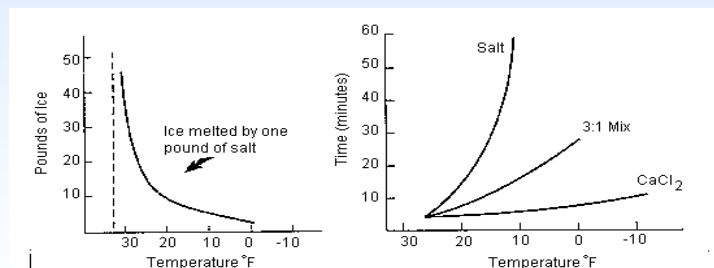 Pounds of Ice
50
40
30
20
10
Ice melted by one
pound of salt
30 20 10 0 -10
Temperature °F
i
Time (minutes)
60
50
40
30
20
10
Salt
3:1 Mix
CaCl2
30 20 10 0 -10
Temperature °F